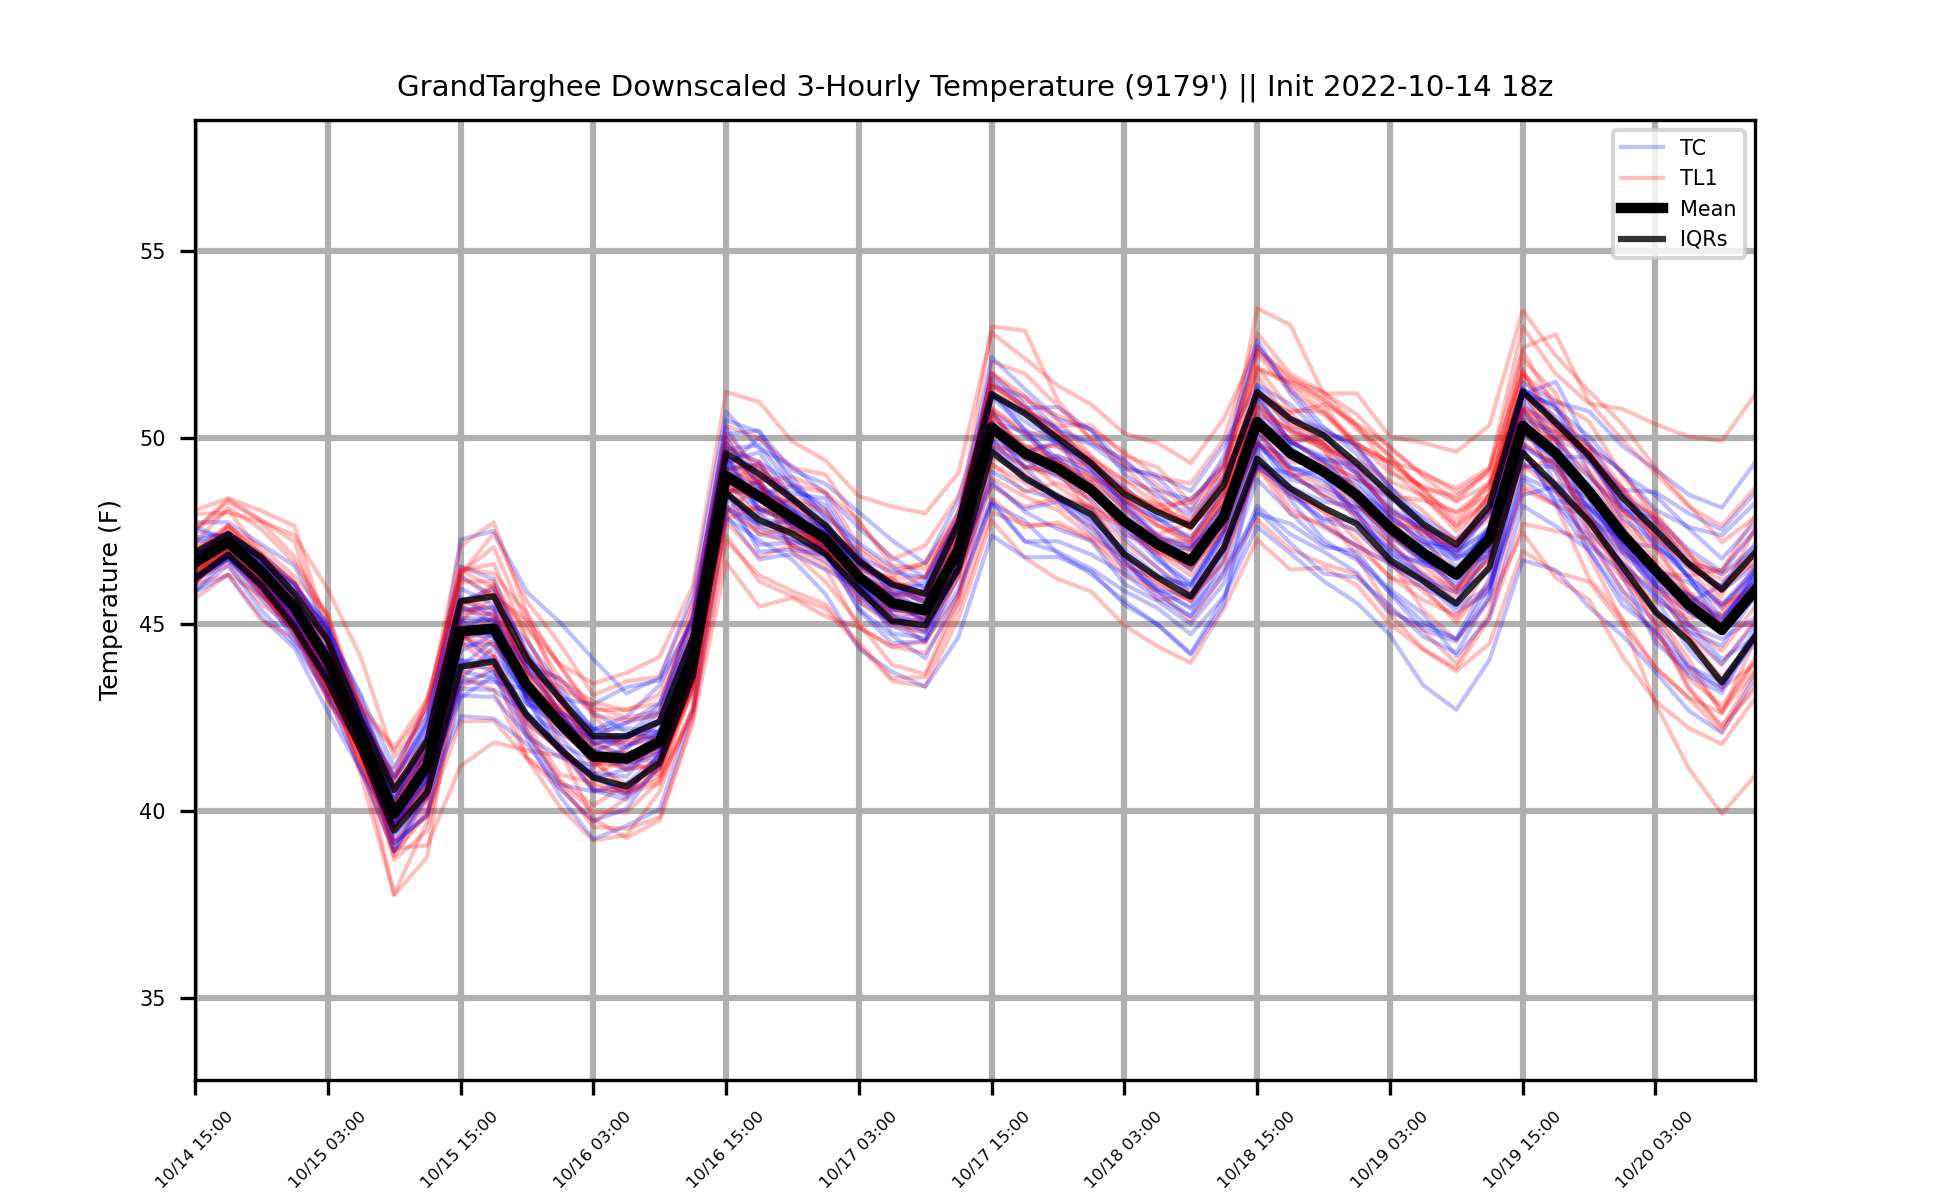 GrandTarghee Downscaled 3-Hourly Temperature (9179') || Init 2022-10-14 18z
TC
TL1
Mean
IQRs
Temperature (F)
55
50
45
40
35
10/14 15:00
10/15 03:00
10/15 15:00
10/16 03:00
10/16 15:00
10/17 03:00
10/17 15:00
10/18 03:00
10/18 15:00
10/19 03:00
10/19 15:00
10/20 03:00